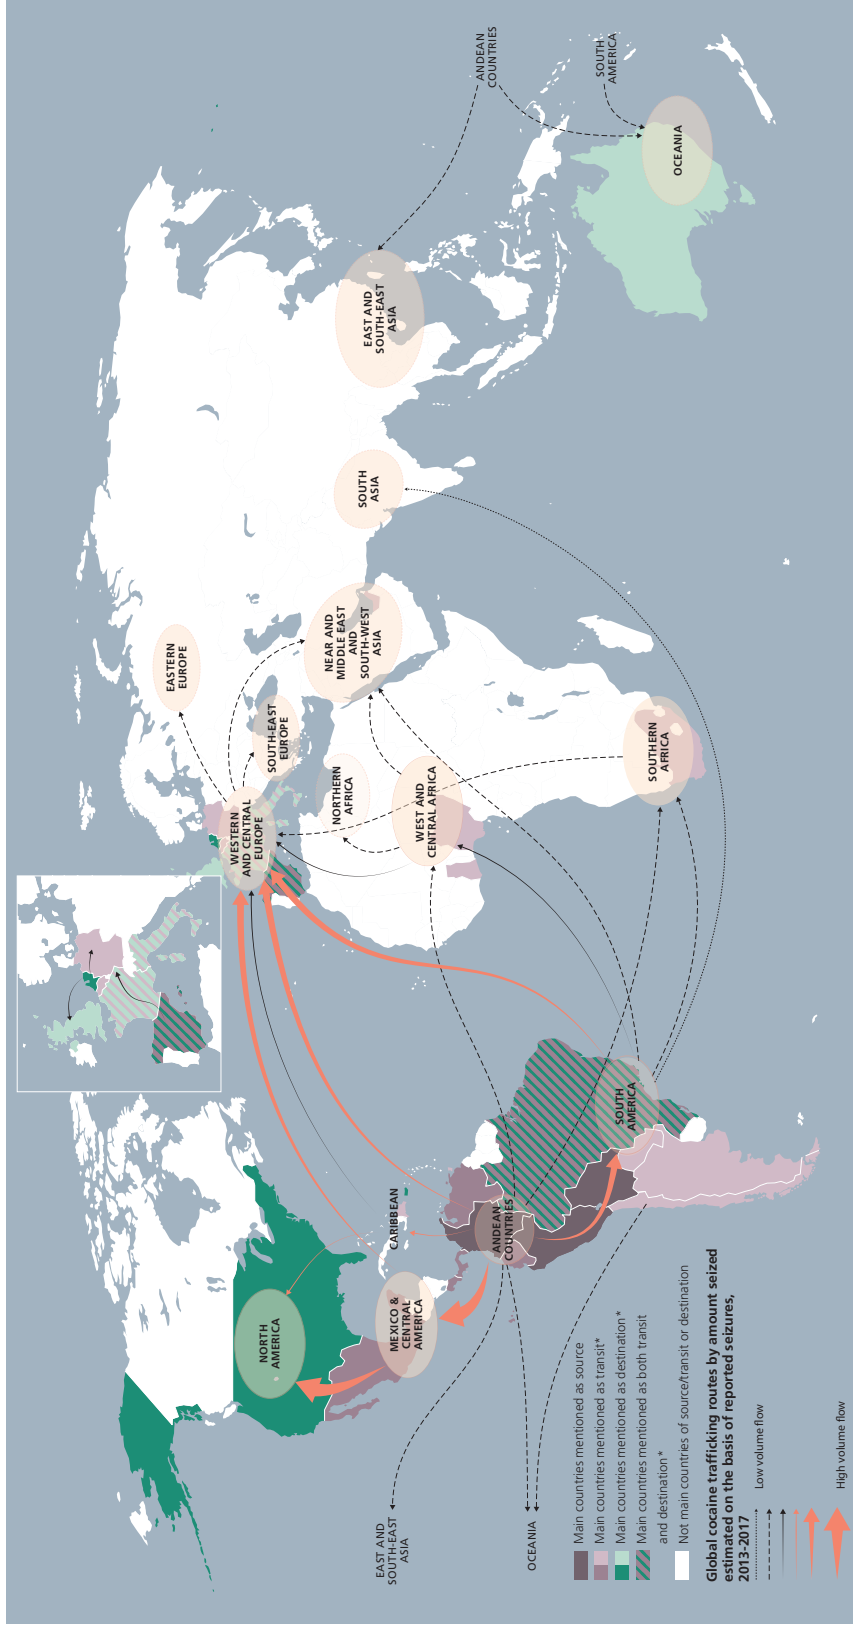 NORTH
AMERICA
MEXICO &
CENTRAL
AMERICA
CARIBBEAN
ANDEAN
COUNTRIES
SOUTH
AMERICA
WESTERN
AND CENTRAL
EUROPE
EASTERN
EUROPE
SOUTH-EAST
EUROPE
NORTHERN
AFRICA
WEST AND
CENTRAL AFRICA
SOUTHERN
AFRICA
NEAR AND
MIDDLE EAST
AND
SOUTH-WEST
ASIA
SOUTH
ASIA
EAST AND
SOUTH-EAST
ASIA
OCEANIA
ANDEAN
COUNTRIES
SOUTH
AMERICA
EAST AND
SOUTH-EAST
ASIA
OCEANIA
Main countries mentioned as source
Main countries mentioned as transit*
Main countries mentioned as destination*
Main countries mentioned as both transit
and destination*
Not main countries of source/transit or destination
Global cocaine trafficking routes by amount seized
estimated on the basis of reported seizures,
2013-2017
Low volume flow
High volume flow